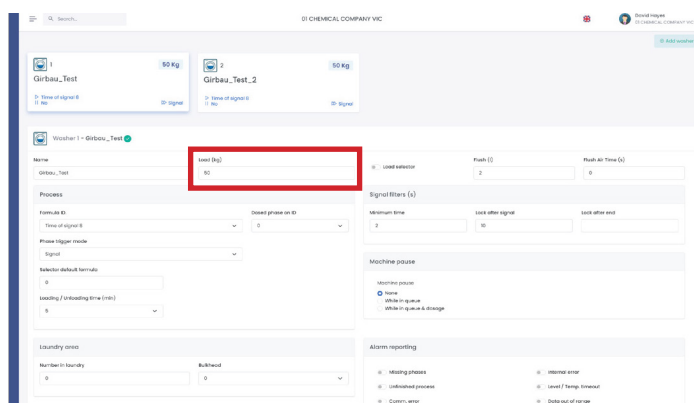 Search...
01 CHEMICAL COMPANY VIC
David Hayes
01 CHEMICAL COMPANY VIC
Add washer
1
50 Kg
Girbau_Test
Time of signal 8
No
Signal
2
50 Kg
Girbau_Test_2
Time of signal 8
No
Signal
Washer 1 - Girbau_Test
Name
Load (kg)
Load selector
Flush (l)
Flush Air Time (s)
Girbau_Test
50
2
0
Process
Signal filters (s)
Formula ID:
Dosed phase on ID
Minimum time
Lock after signal
Lock after end
Time of signal 8
0
3
10
Phase trigger mode
Signal
Machine pause
Selector default formula
0
Machine pause
None
While in queue
While in queue & dosage
Loading / Unloading time (min)
5
Laundry area
Alarm reporting
Number in laundry
Bulkhead
0
0
Missing phases
Internal error
Unfinished process
Level / Temp. timeout
Comm. error
Data out of range